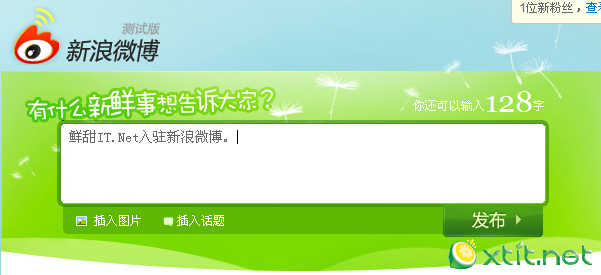 1位新粉丝，查看
测试版
新浪微博
有什么新鲜事想告诉大家？
你还可以输入128字
鲜甜IT.Net入驻新浪微博。
插入图片 插入话题
发布
xtit.net